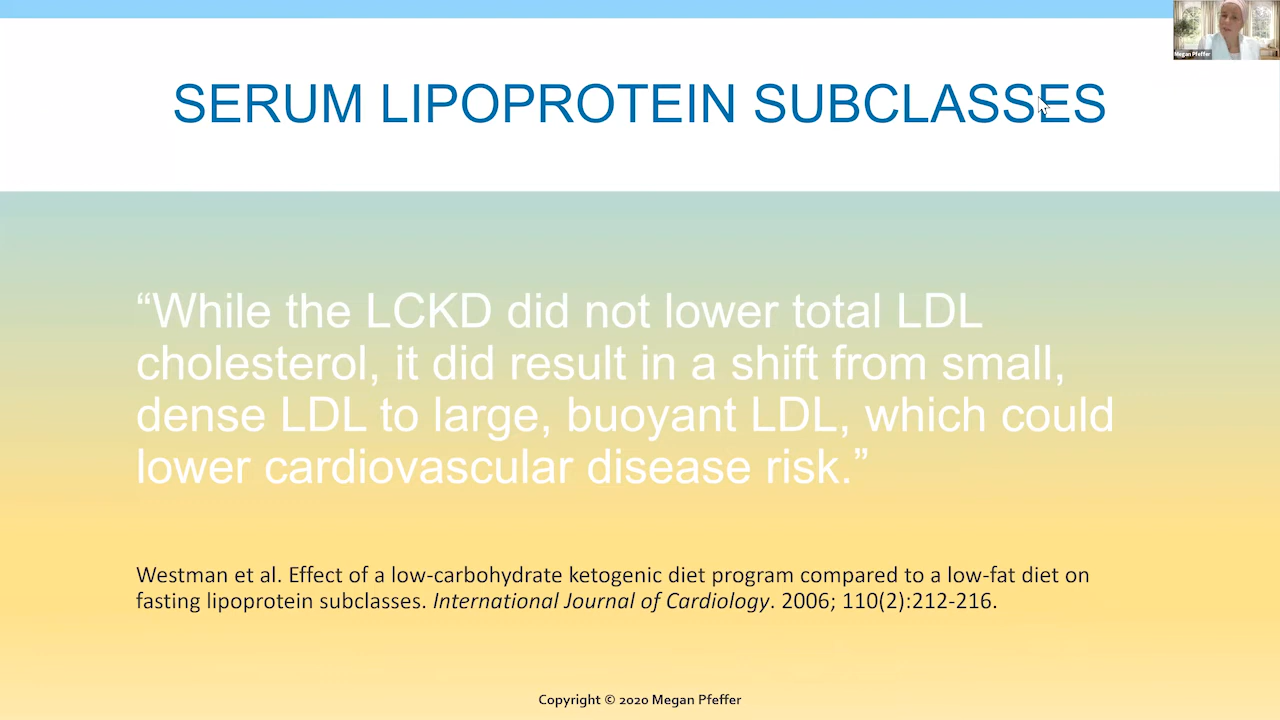 Megan Pfeffer
SERUM LIPOPROTEIN SUBCLASSES
“While the LCKD did not lower total LDL
cholesterol, it did result in a shift from small,
dense LDL to large, buoyant LDL, which could
lower cardiovascular disease risk.”
Westman et al. Effect of a low-carbohydrate ketogenic diet program compared to a low-fat diet on
fasting lipoprotein subclasses. International Journal of Cardiology. 2006; 110(2):212-216.
Copyright © 2020 Megan Pfeffer